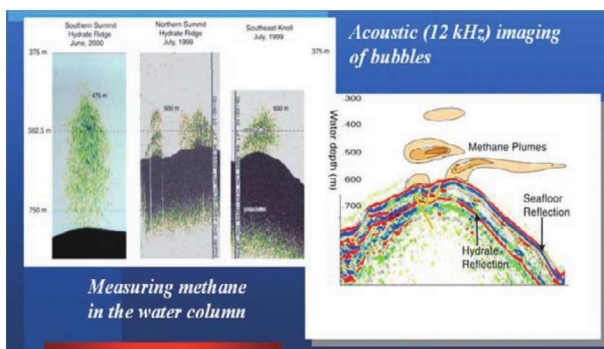 Southern Summit
Hydrate Ridge
June, 2000
Northern Summit
Hydrate Ridge
July, 1999
Southeast Knoll
July, 1999
375 m
375 m
475 m
500 m
500 m
562.5 m
750 m
Acoustic (12 kHz) imaging
of bubbles
Water depth (m)
300
400
500
600
700
Methane Plumes
Seafloor
Reflection
Hydrate
Reflection
Measuring methane
in the water column